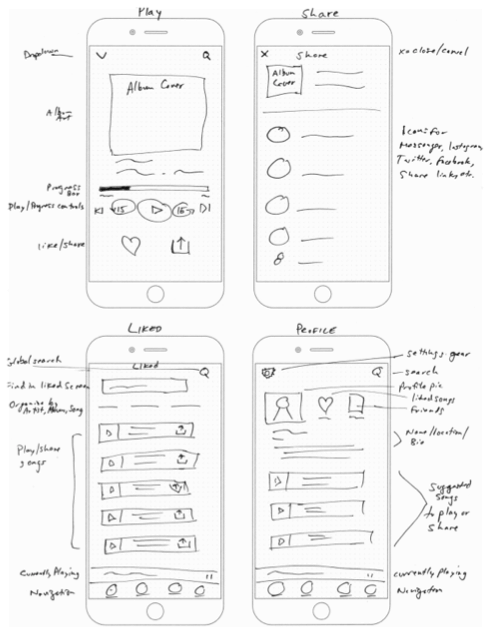 Play
Dropdown
Album Cover
Album
Art
Progress
Bar
Play/Progress controls
15
15
like/share
Share
X
Share
Album
Cover
X=close/cancel
Icons for
Messenger, Instagram,
Twitter, Facebook,
Share link, etc.
LIKED
Global search
Liked
Find in liked Screen
Organize by
Artist, Album, Song
Play/share
songs
Currently Playing
Navigation
PROFILE
settings-gear
search
Profile pic
liked songs
Friends
Name/location/
Bio
Suggested
songs
to play or
share
currently playing
Navigation